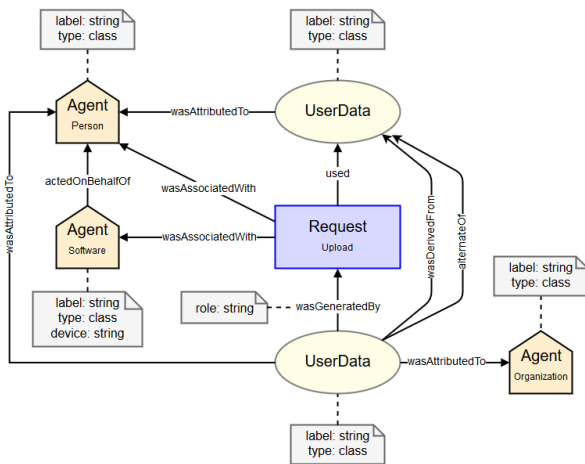 label: string
type: class
label: string
type: class
Agent
Person
wasAttributedTo
UserData
wasAttributedTo
actedOnBehalfOf
wasAssociatedWith
used
wasDerivedFrom
alternateOf
Agent
Software
wasAssociatedWith
Request
Upload
label: string
type: class
label: string
type: class
device: string
role: string
wasGeneratedBy
UserData
wasAttributedTo
Agent
Organization
label: string
type: class